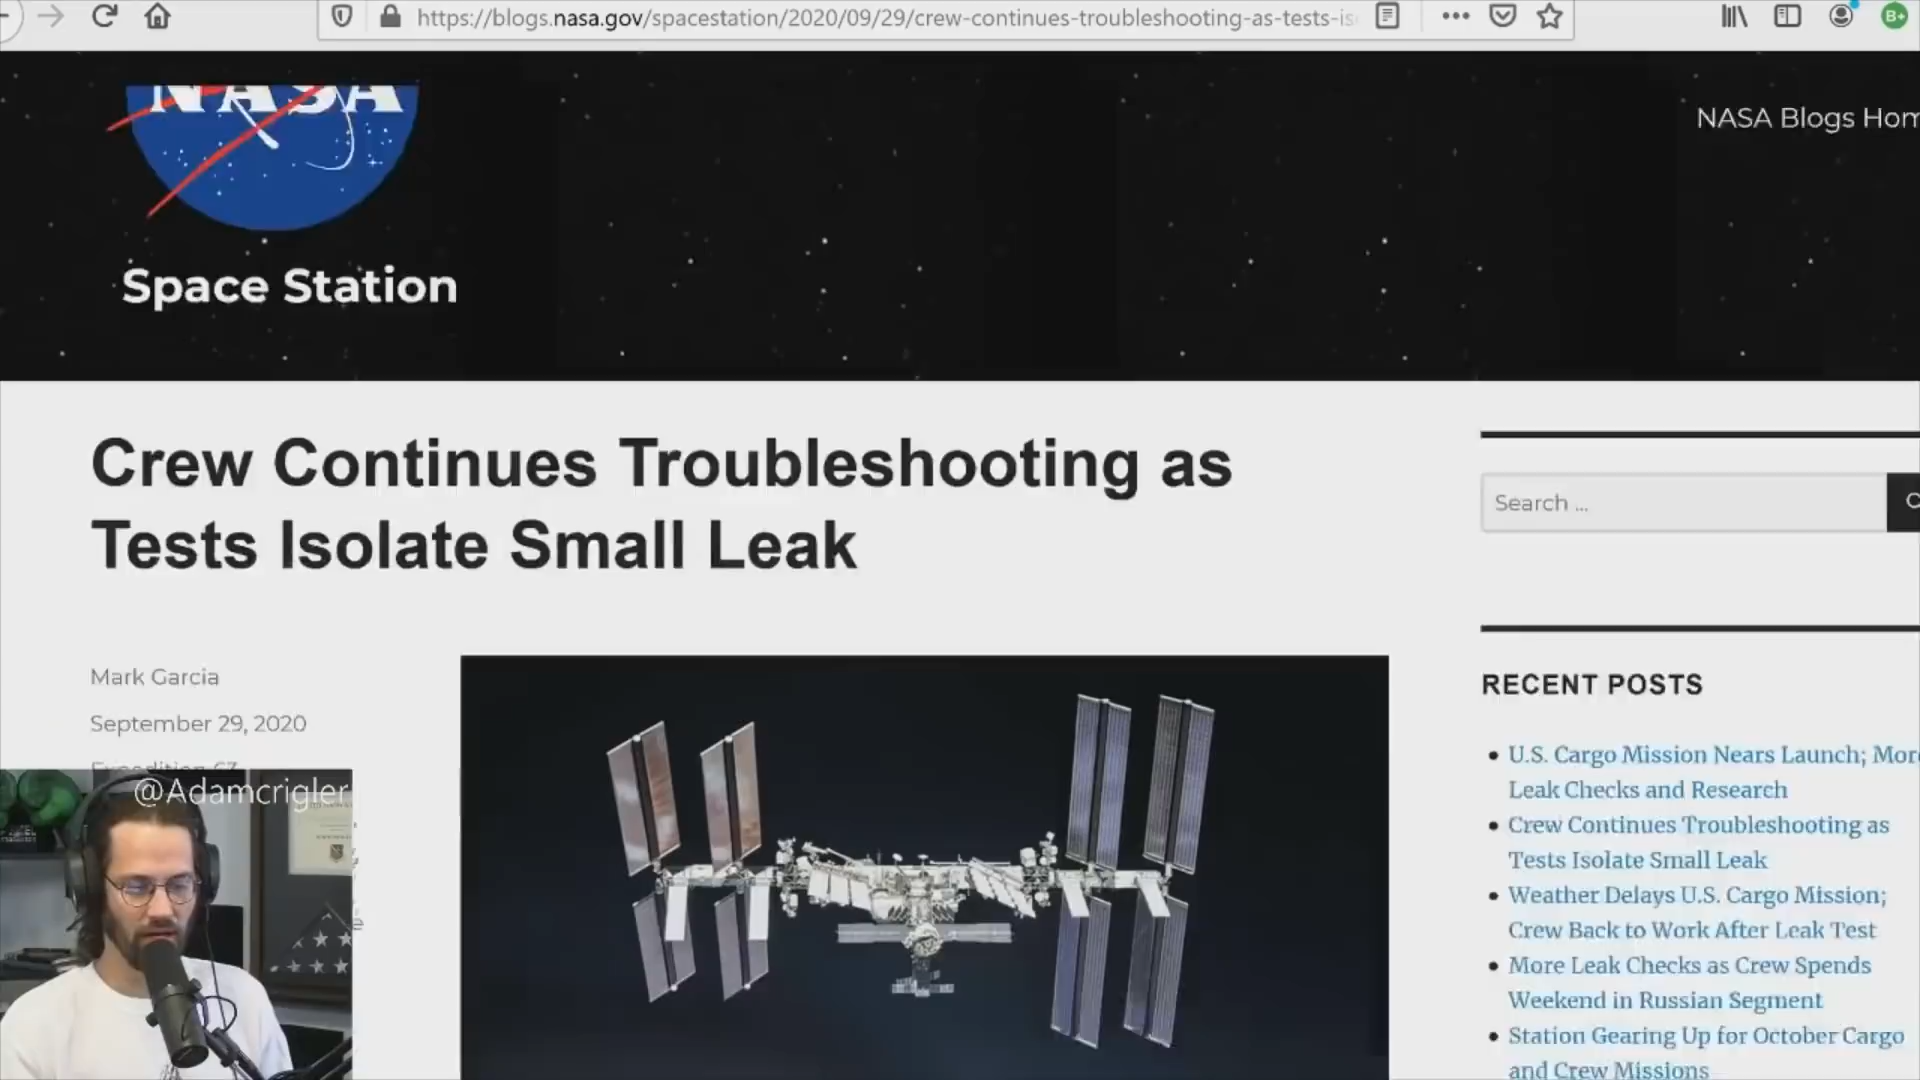 https://blogs.nasa.gov/spacestation/2020/09/29/crew-continues-troubleshooting-as-tests-is
B+
NASA
NASA Blogs Hom
Space Station
Crew Continues Troubleshooting as
Tests Isolate Small Leak
Search ...
Mark Garcia
September 29, 2020
Expedition 63
@Adamcrigler
RECENT POSTS
U.S. Cargo Mission Nears Launch; More
Leak Checks and Research
Crew Continues Troubleshooting as
Tests Isolate Small Leak
Weather Delays U.S. Cargo Mission;
Crew Back to Work After Leak Test
More Leak Checks as Crew Spends
Weekend in Russian Segment
Station Gearing Up for October Cargo
and Crew Missions